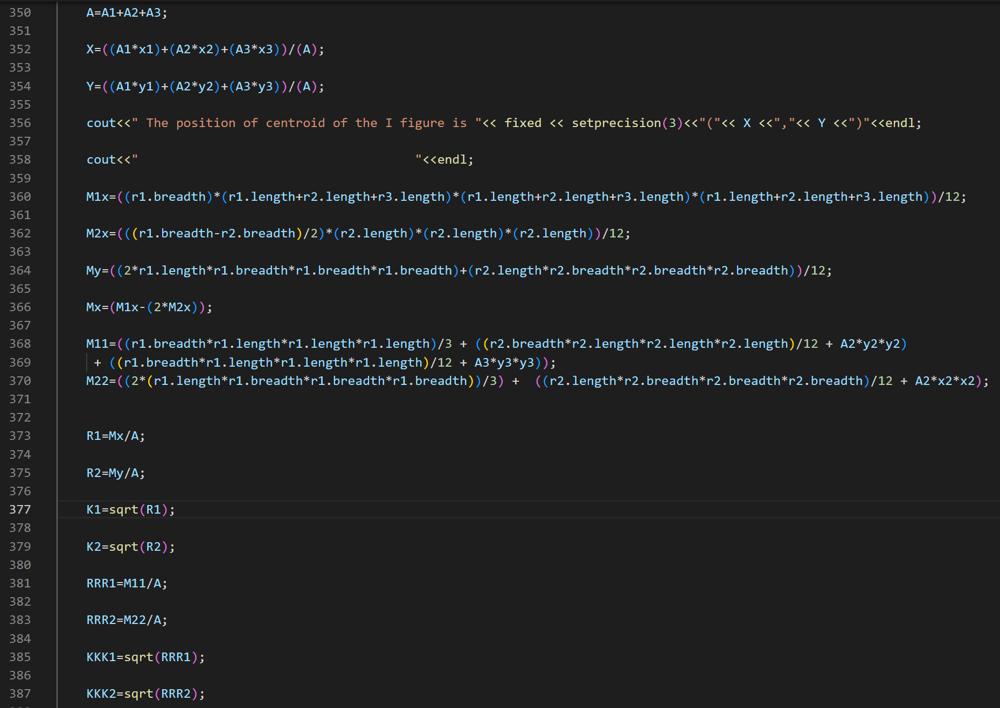 350 A=A1+A2+A3;
351
352 X=((A1*x1)+(A2*x2)+(A3*x3))/(A);
353
354 Y=((A1*y1)+(A2*y2)+(A3*y3))/(A);
355
356 cout<<" The position of centroid of the I figure is "<< fixed << setprecision(3)<<"("<< X <<","<< Y <<")"<<endl;
357
358 cout<<"                                     "<<endl;
359
360 M1x=((r1.breadth)*(r1.length+r2.length+r3.length)*(r1.length+r2.length+r3.length)*(r1.length+r2.length+r3.length))/12;
361
362 M2x=(((r1.breadth-r2.breadth)/2)*(r2.length)*(r2.length)*(r2.length))/12;
363
364 My=((2*r1.length*r1.breadth*r1.breadth*r1.breadth)+(r2.length*r2.breadth*r2.breadth*r2.breadth))/12;
365
366 Mx=(M1x-(2*M2x));
367
368 M11=((r1.breadth*r1.length*r1.length*r1.length)/3 + ((r2.breadth*r2.length*r2.length*r2.length)/12 + A2*y2*y2)
369 + ((r1.breadth*r1.length*r1.length*r1.length)/12 + A3*y3*y3));
370 M22=((2*(r1.length*r1.breadth*r1.breadth*r1.breadth))/3) +  ((r2.length*r2.breadth*r2.breadth*r2.breadth)/12 + A2*x2*x2);
371
372
373 R1=Mx/A;
374
375 R2=My/A;
376
377 K1=sqrt(R1);
378
379 K2=sqrt(R2);
380
381 RRR1=M11/A;
382
383 RRR2=M22/A;
384
385 KKK1=sqrt(RRR1);
386
387 KKK2=sqrt(RRR2);